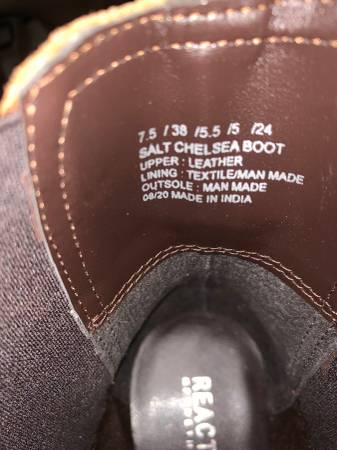 7.5 / 38 /5.5 /5 /24
SALT CHELSEA BOOT
UPPER : LEATHER
LINING : TEXTILE/MAN MADE
OUTSOLE : MAN MADE
08/20 MADE IN INDIA
REACT